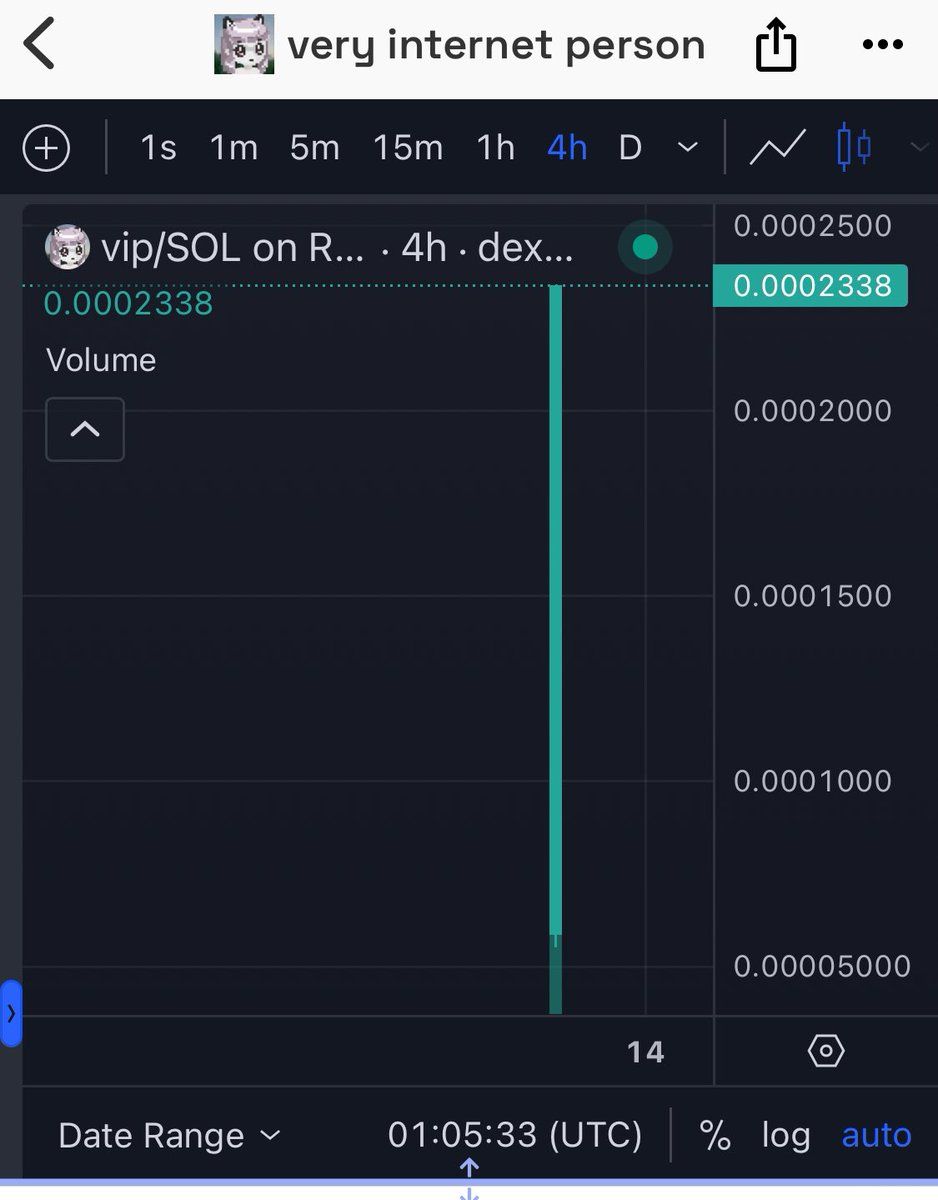 very internet person
1s 1m 5m 15m 1h 4h D
vip/SOL on R... · 4h · dex...
0.0002338
Volume
0.0002500
0.0002338
0.0002000
0.0001500
0.0001000
0.00005000
14
Date Range 01:05:33 (UTC) % log auto